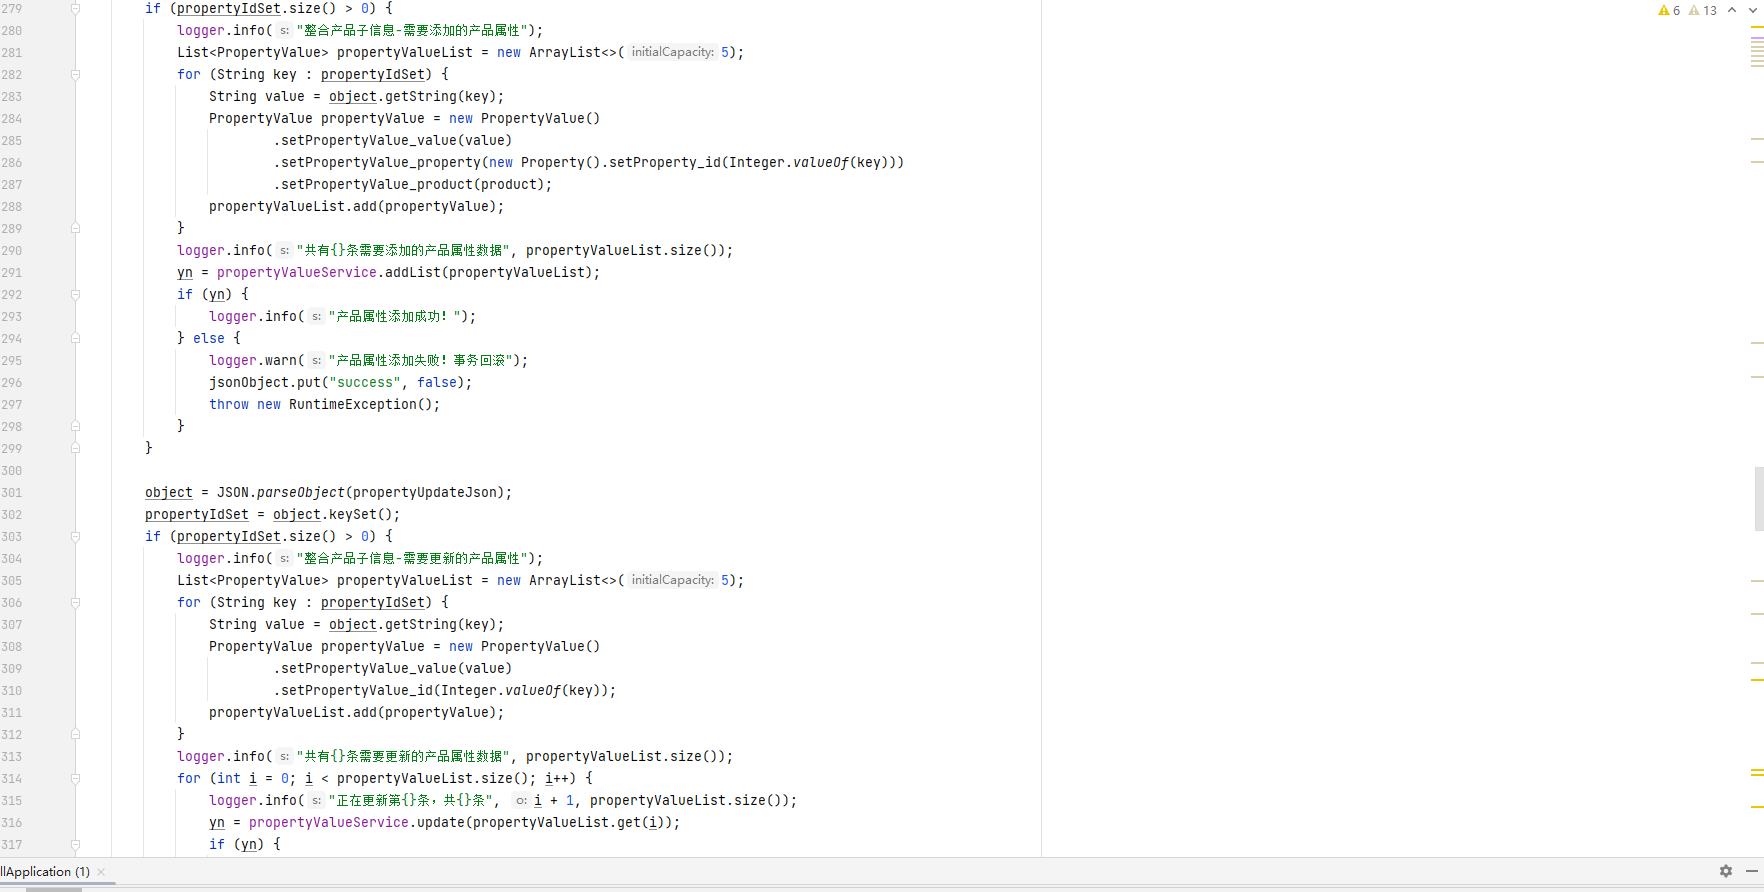 6 13
279 if (propertyIdSet.size() > 0) {
280 logger.info( s: "整合产品子信息-需要添加的产品属性");
281 List<PropertyValue> propertyValueList = new ArrayList<>( initialCapacity: 5);
282 for (String key : propertyIdSet) {
283 String value = object.getString(key);
284 PropertyValue propertyValue = new PropertyValue()
285 .setPropertyValue_value(value)
286 .setPropertyValue_property(new Property().setProperty_id(Integer.valueOf(key)))
287 .setPropertyValue_product(product);
288 propertyValueList.add(propertyValue);
289 }
290 logger.info( s: "共有{}条需要添加的产品属性数据", propertyValueList.size());
291 yn = propertyValueService.addList(propertyValueList);
292 if (yn) {
293 logger.info( s: "产品属性添加成功！");
294 } else {
295 logger.warn( s: "产品属性添加失败！事务回滚");
296 jsonObject.put("success", false);
297 throw new RuntimeException();
298 }
299 }
300
301 object = JSON.parseObject(propertyUpdateJson);
302 propertyIdSet = object.keySet();
303 if (propertyIdSet.size() > 0) {
304 logger.info( s: "整合产品子信息-需要更新的产品属性");
305 List<PropertyValue> propertyValueList = new ArrayList<>( initialCapacity: 5);
306 for (String key : propertyIdSet) {
307 String value = object.getString(key);
308 PropertyValue propertyValue = new PropertyValue()
309 .setPropertyValue_value(value)
310 .setPropertyValue_id(Integer.valueOf(key));
311 propertyValueList.add(propertyValue);
312 }
313 logger.info( s: "共有{}条需要更新的产品属性数据", propertyValueList.size());
314 for (int i = 0; i < propertyValueList.size(); i++) {
315 logger.info( s: "正在更新第{}条，共{}条", o: i + 1, propertyValueList.size());
316 yn = propertyValueService.update(propertyValueList.get(i));
317 if (yn) {
llApplication (1)